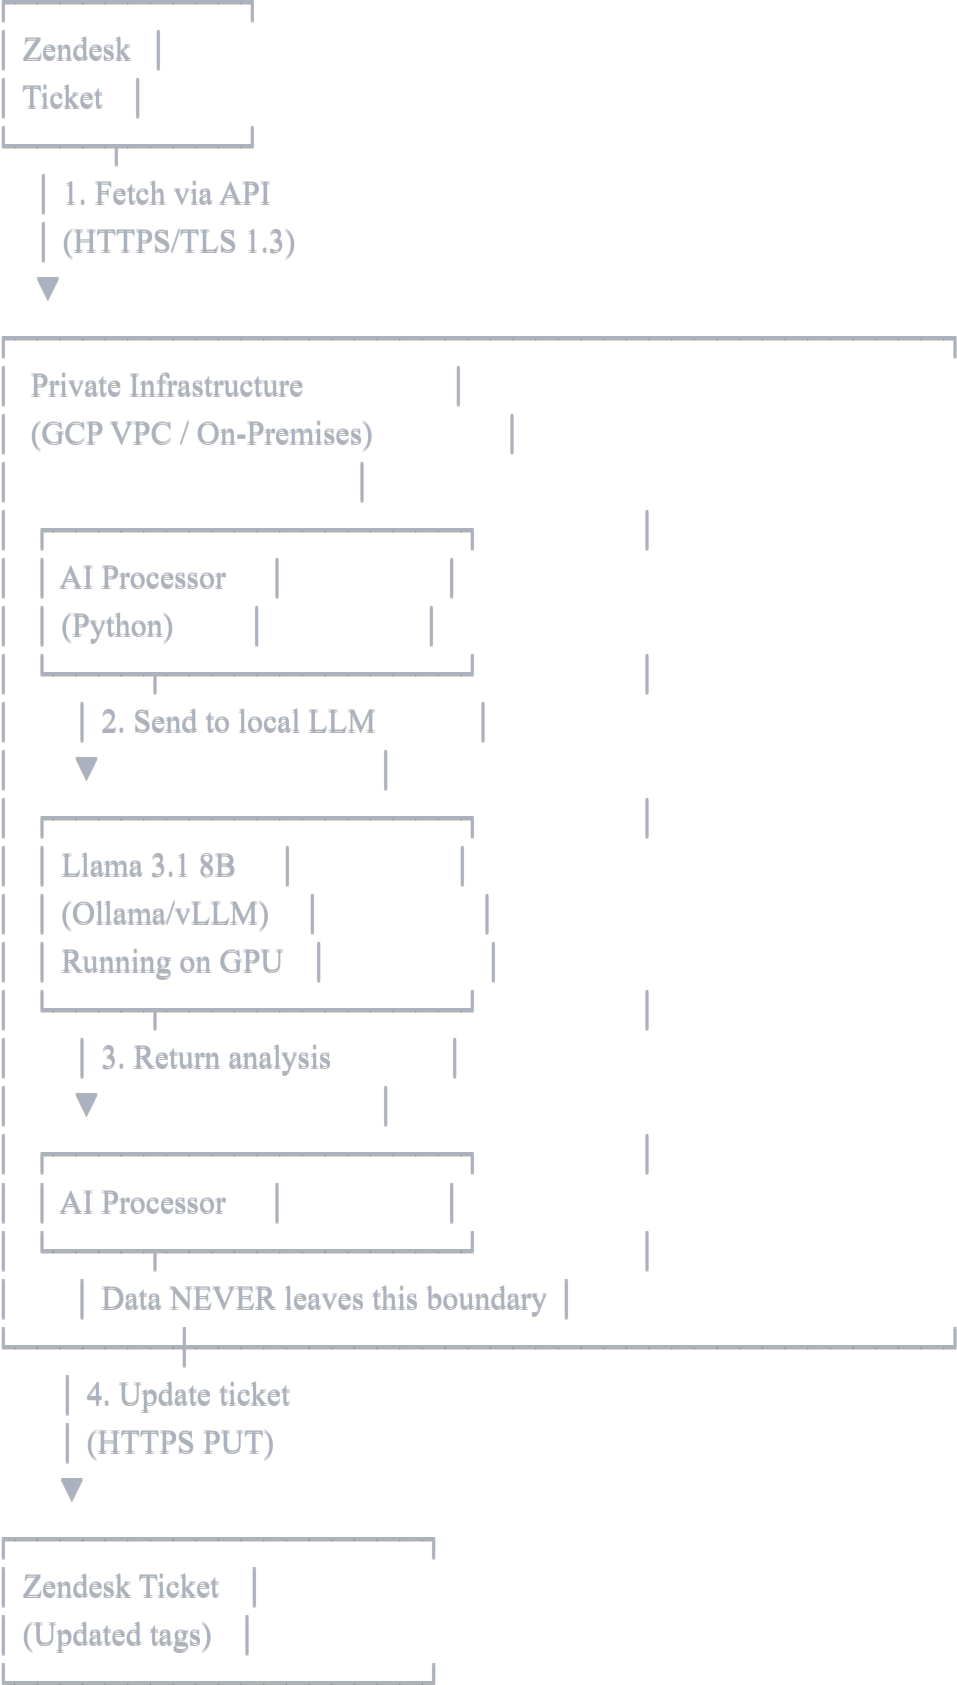 Zendesk
Ticket
1. Fetch via API
(HTTPS/TLS 1.3)
Private Infrastructure
(GCP VPC / On-Premises)
AI Processor
(Python)
2. Send to local LLM
Llama 3.1 8B
(Ollama/vLLM)
Running on GPU
3. Return analysis
AI Processor
Data NEVER leaves this boundary
4. Update ticket
(HTTPS PUT)
Zendesk Ticket
(Updated tags)